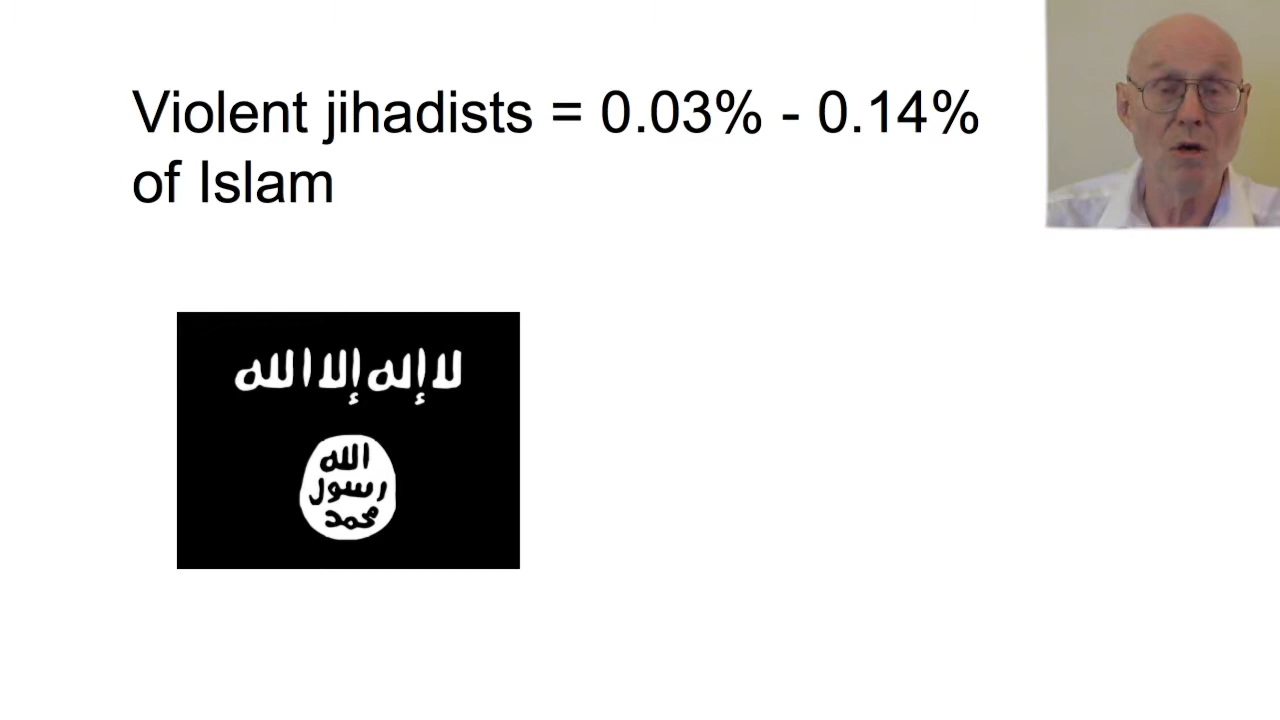 Violent jihadists = 0.03% - 0.14%
of Islam
لا إله إلا الله
الله
رسول
محمد